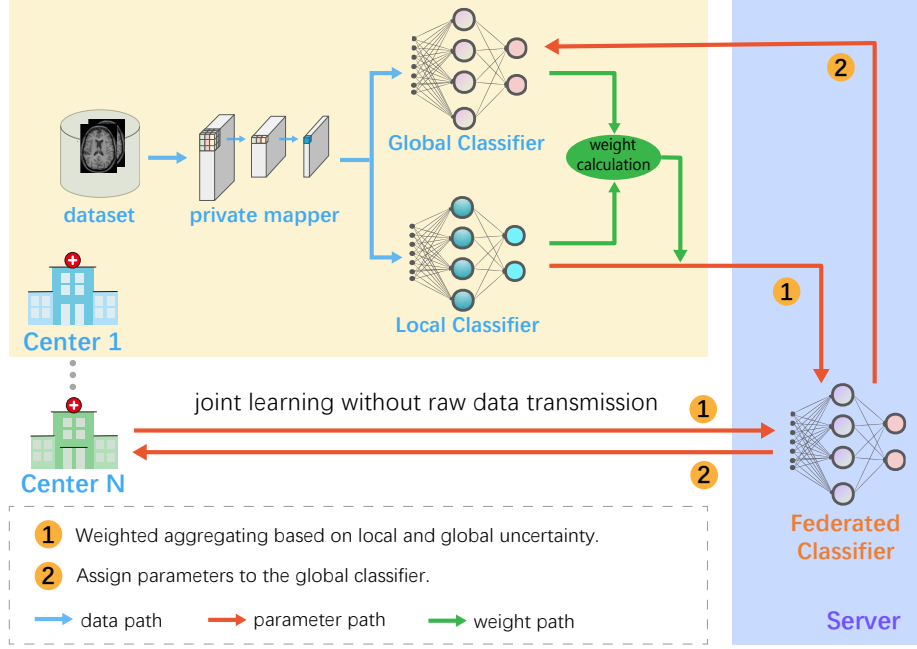 2
Global Classifier
weight
calculation
dataset
private mapper
1
Local Classifier
Center 1
joint learning without raw data transmission
1
2
Center N
Federated
Classifier
1 Weighted aggregating based on local and global uncertainty.
2 Assign parameters to the global classifier.
data path parameter path weight path
Server